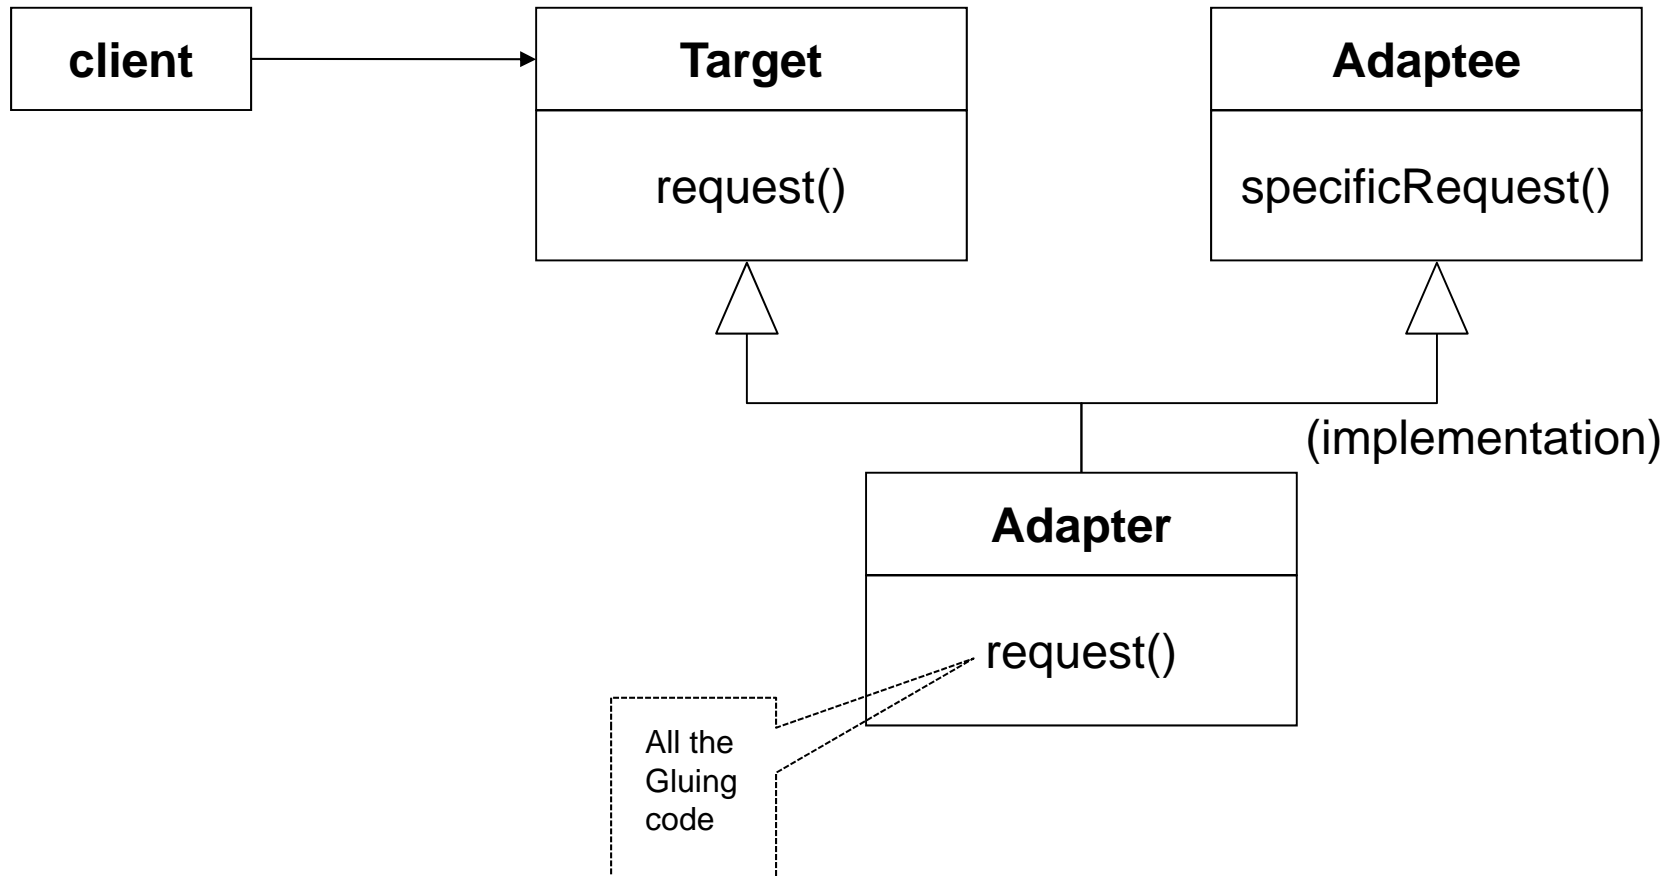 client
Target
Adaptee
request()
specificRequest()
(implementation)
Adapter
request()
All the
Gluing
code